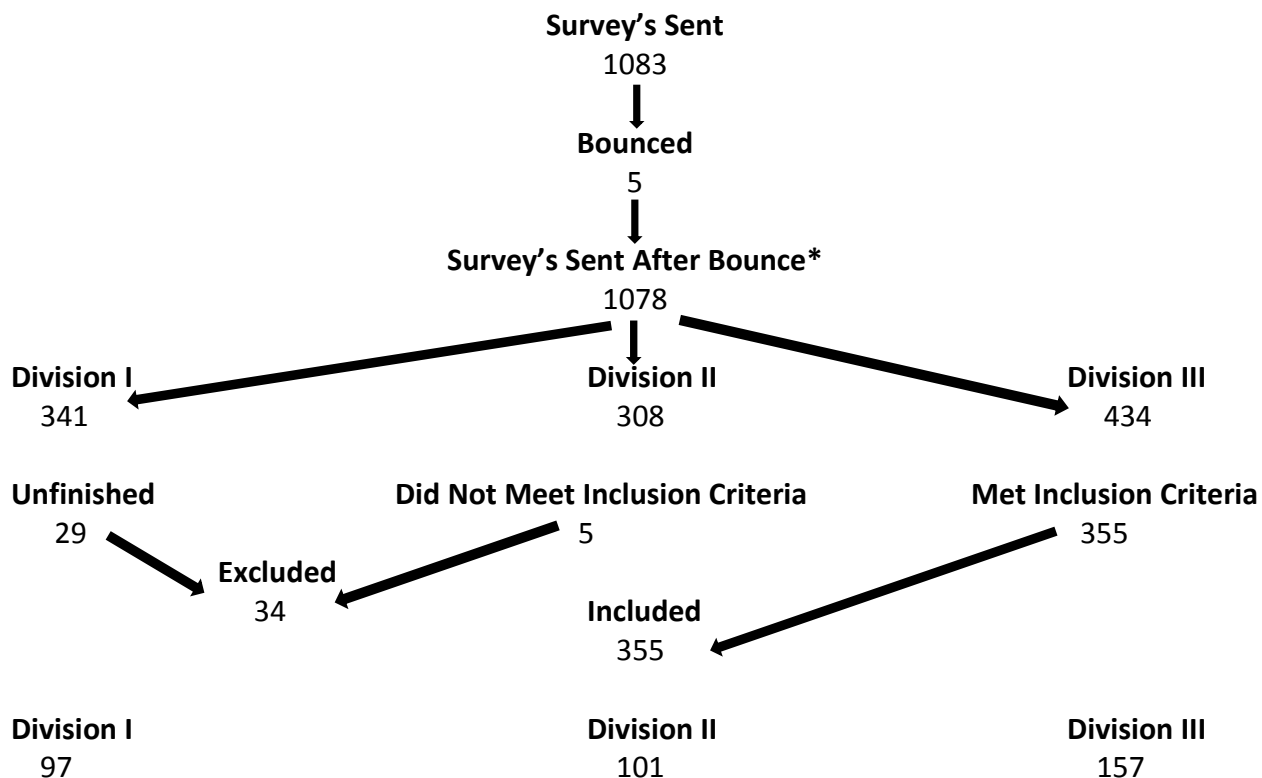 Survey’s Sent
1083
Bounced
5
Survey’s Sent After Bounce*
1078
Division I
341
Division II
308
Division III
434
Unfinished
29
Did Not Meet Inclusion Criteria
5
Met Inclusion Criteria
355
Excluded
34
Included
355
Division I
97
Division II
101
Division III
157